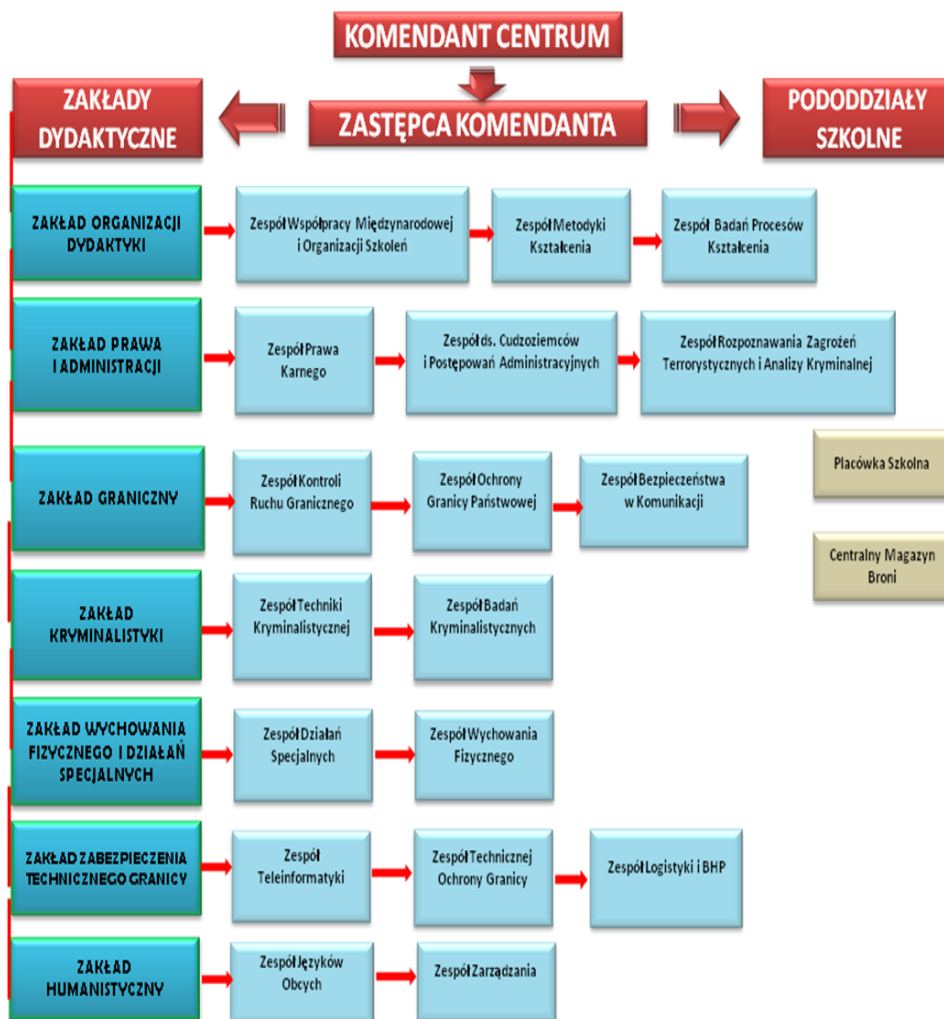 KOMENDANT CENTRUM
ZAKŁADY
DYDAKTYCZNE
ZASTĘPCA KOMENDANTA
PODODDZIAŁY
SZKOLNE
ZAKŁAD ORGANIZACJI
DYDAKTYKI
Zespół Współpracy Międzynarodowej
i Organizacji Szkoleń
Zespół Metodyki
Kształcenia
Zespół Badań Procesów
Kształcenia
ZAKŁAD PRAWA
I ADMINISTRACJI
Zespół Prawa
Karnego
Zespół ds. Cudzoziemców
i Postępowań Administracyjnych
Zespół Rozpoznawania Zagrożeń
Terrorystycznych i Analizy Kryminalnej
ZAKŁAD GRANICZNY
Zespół Kontroli
Ruchu Granicznego
Zespół Ochrony
Granicy Państwowej
Zespół Bezpieczeństwa
w Komunikacji
Placówka Szkolna
Centralny Magazyn
Broni
ZAKŁAD
KRYMINALISTYKI
Zespół Techniki
Kryminalistycznej
Zespół Badań
Kryminalistycznych
ZAKŁAD WYCHOWANIA
FIZYCZNEGO I DZIAŁAŃ
SPECJALNYCH
Zespół Działań
Specjalnych
Zespół Wychowania
Fizycznego
ZAKŁAD ZABEZPIECZENIA
TECHNICZNEGO GRANICY
Zespół
Teleinformatyki
Zespół Technicznej
Ochrony Granicy
Zespół Logistyki i BHP
ZAKŁAD
HUMANISTYCZNY
Zespół Języków
Obcych
Zespół Zarządzania